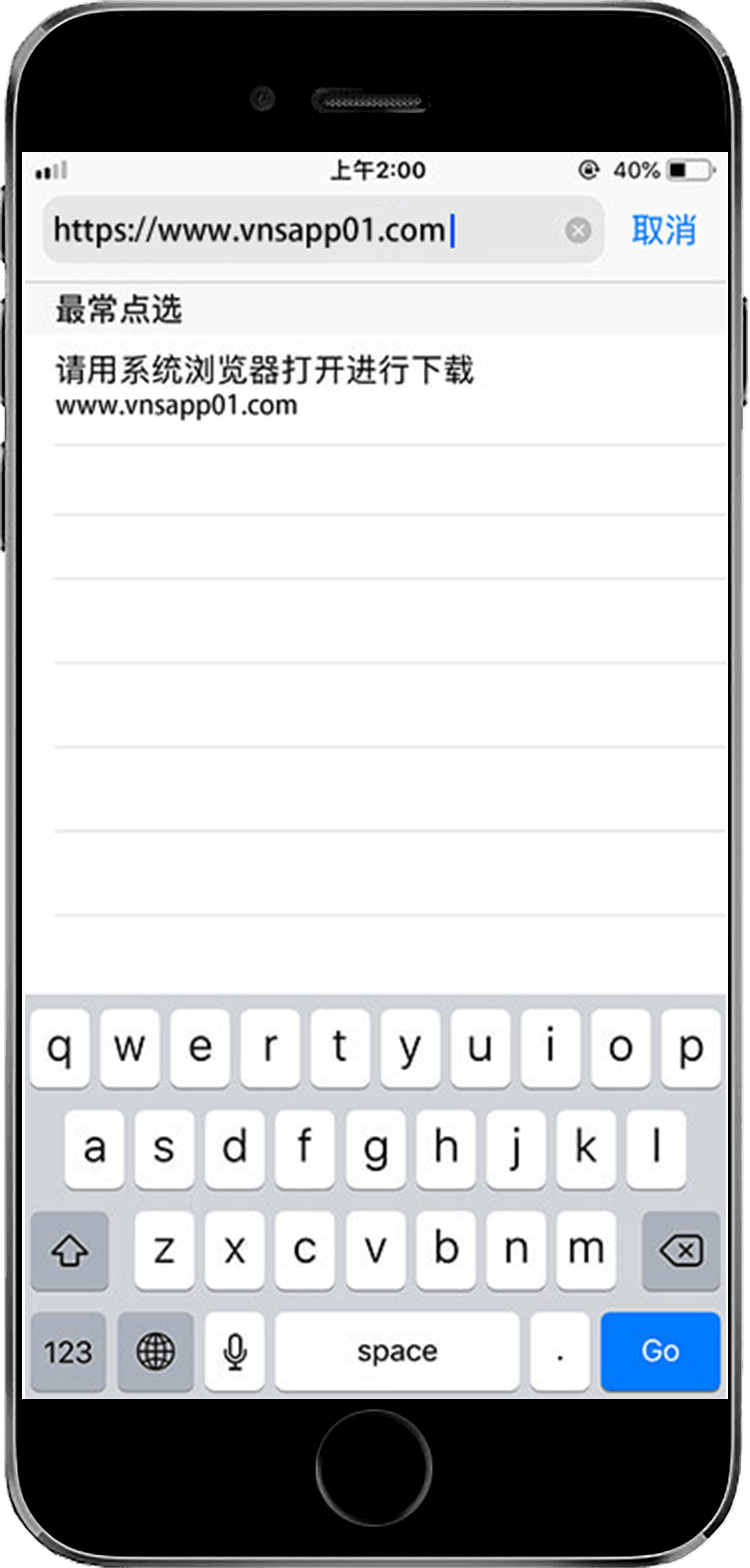 上午2:00 40%
https://www.vnsapp01.com 取消
最常点选
请用系统浏览器打开进行下载
www.vnsapp01.com
q w e r t y u i o p
a s d f g h j k l
z x c v b n m
123 space . Go